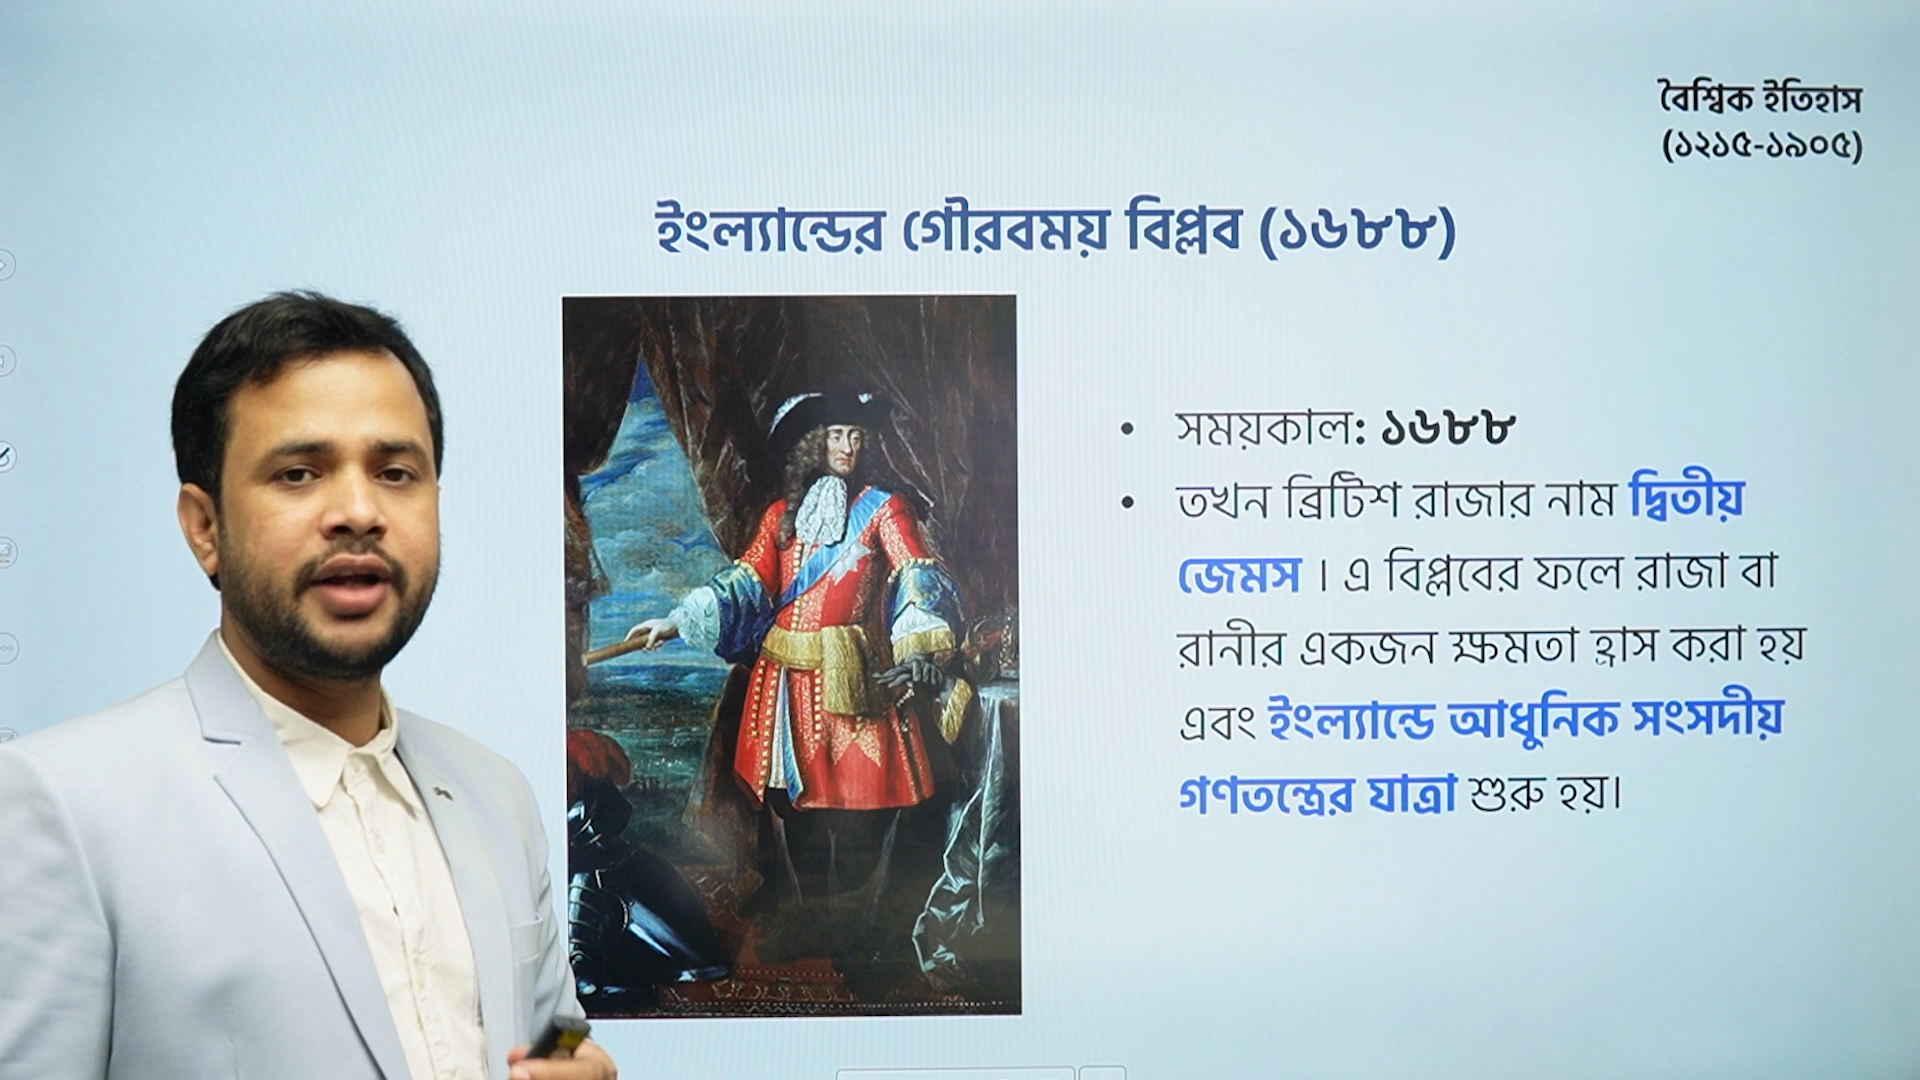 বৈশ্বিক ইতিহাস
(১২১৫-১৯০৫)
ইংল্যান্ডের গৌরবময় বিপ্লব (১৬৮৮)
• সময়কাল: ১৬৮৮
• তখন ব্রিটিশ রাজার নাম দ্বিতীয়
জেমস । এ বিপ্লবের ফলে রাজা বা
রানীর একজন ক্ষমতা হ্রাস করা হয়
এবং ইংল্যান্ডে আধুনিক সংসদীয়
গণতন্ত্রের যাত্রা শুরু হয়।